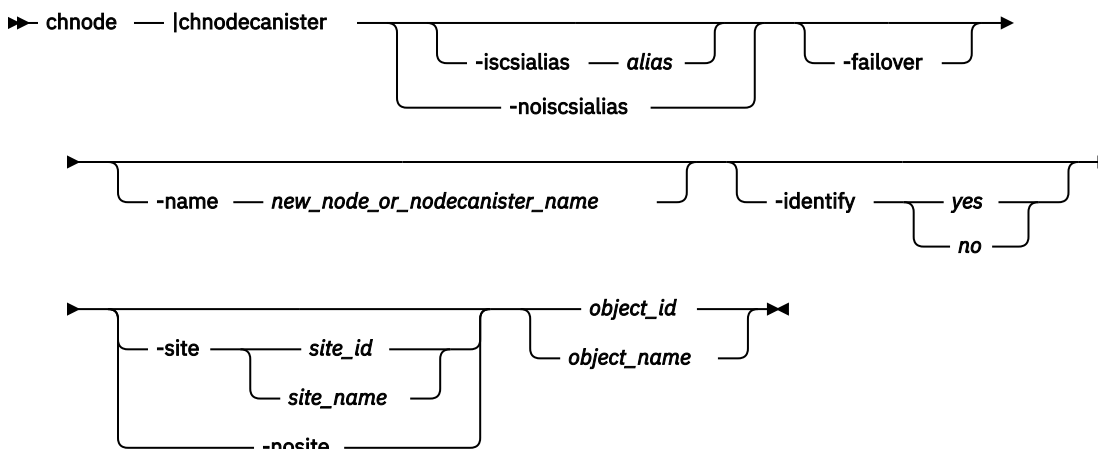 chnode |chnodecanister
-iscsialias alias -failover
-noiscsialias
-name new_node_or_nodecanister_name -identify yes
no
object_id
-site site_id object_name
site_name
-nosite